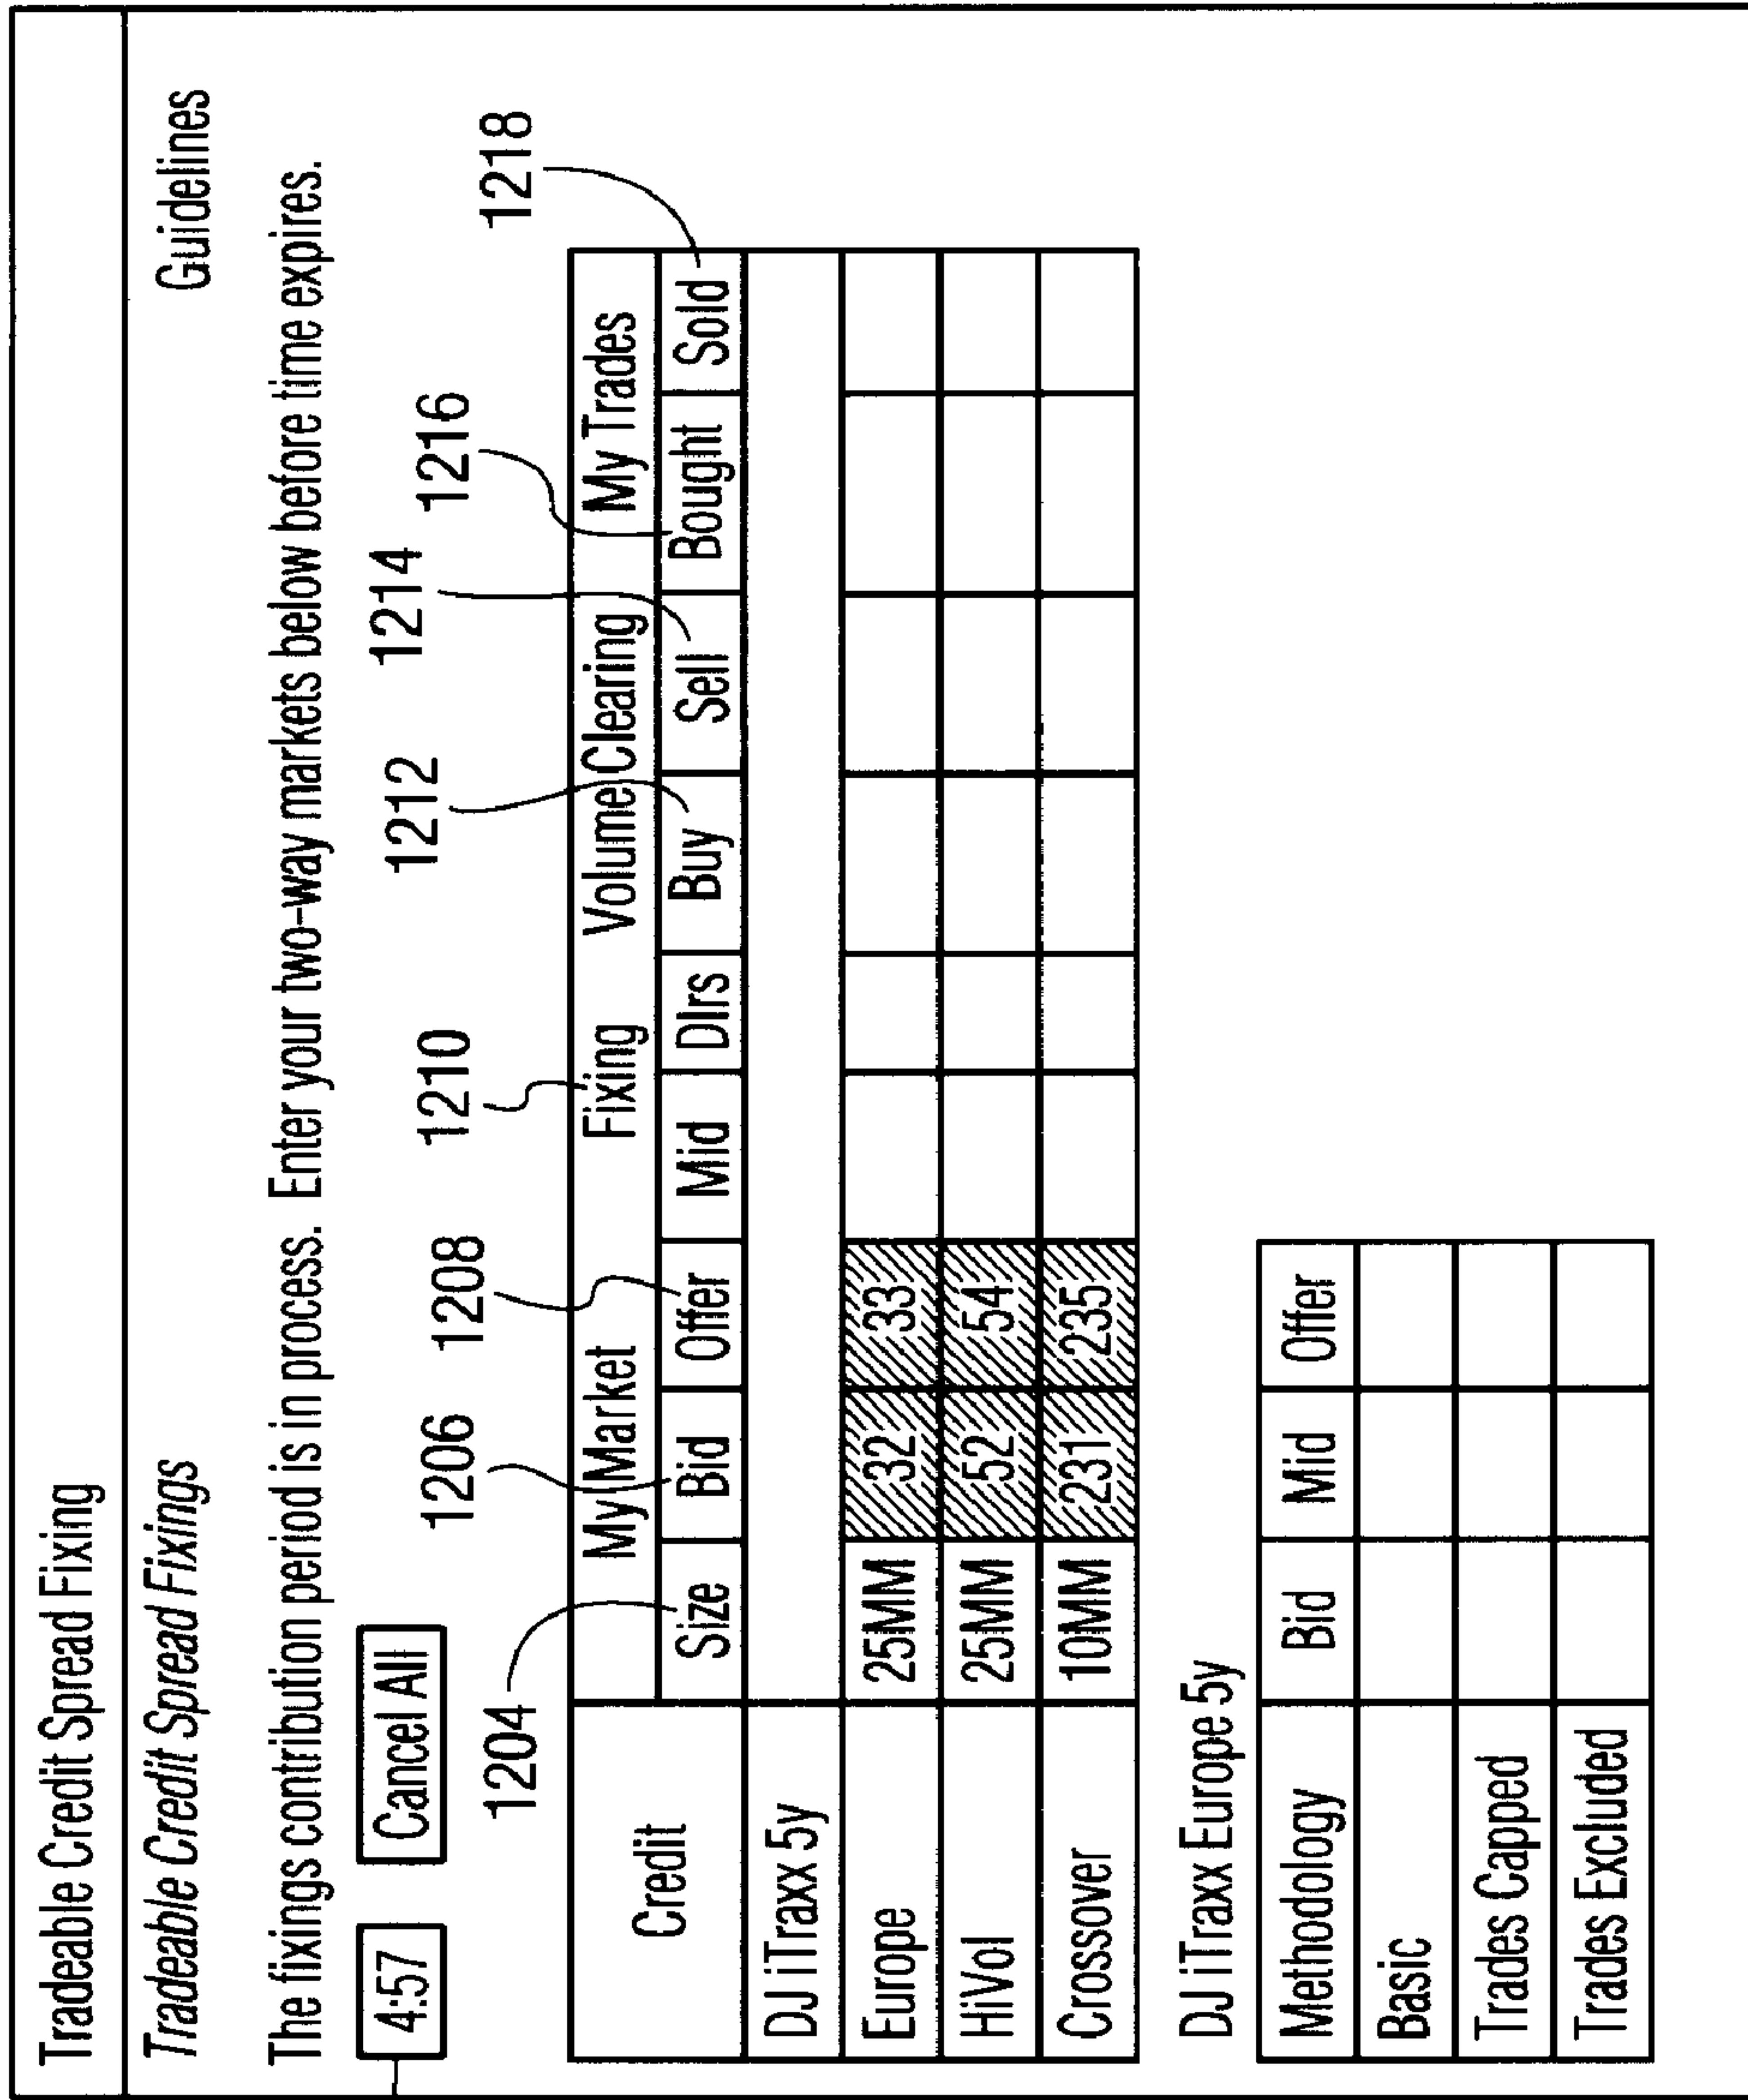 Tradeable Credit Spread Fixing
Tradeable Credit Spread Fixings
Guidelines
The fixings contribution period is in process. Enter your two-way markets below before time expires.
4:57 Cancel All
1204 1206 1208 1210 1212 1214 1216 1218
Credit My Market Fixing Volume Clearing My Trades
Size Bid Offer Mid Dlrs Buy Sell Bought Sold
DJ iTraxx 5y
Europe 25MM 32 33
HiVol 25MM 52 54
Crossover 10MM 231 235
DJ iTraxx Europe 5y
Methodology Bid Mid Offer
Basic
Trades Capped
Trades Excluded